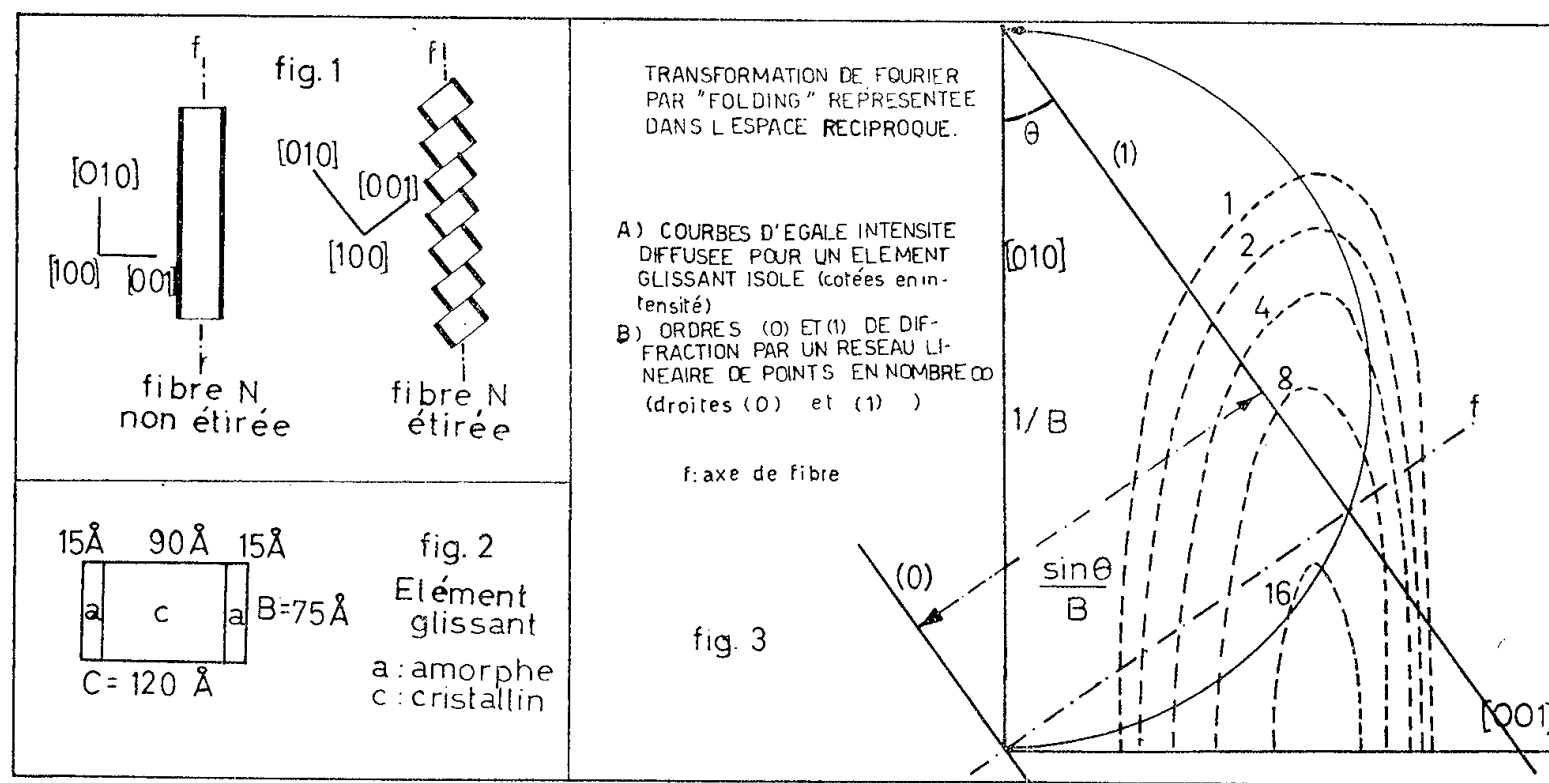 fig. 1
f
f
[010]
[100]
[001]
[010]
[001]
[100]
fibre N
non étirée
fibre N
étirée
15Å 90Å 15Å
a c a
B=75Å
C= 120 Å
fig. 2
Elément
glissant
a : amorphe
c : cristallin
TRANSFORMATION DE FOURIER
PAR "FOLDING" REPRESENTEE
DANS L ESPACE RECIPROQUE.
A) COURBES D'EGALE INTENSITE
DIFFUSEE POUR UN ELEMENT
GLISSANT ISOLE (cotées en in-
tensité)
B) ORDRES (0) ET (1) DE DIF-
FRACTION PAR UN RESEAU LI-
NEAIRE DE POINTS EN NOMBRE ∞
(droites (0) et (1) )
f: axe de fibre
fig. 3
θ
(1)
[010]
1
2
4
8
16
1/B
f
(0)
sinθ
B
[001]